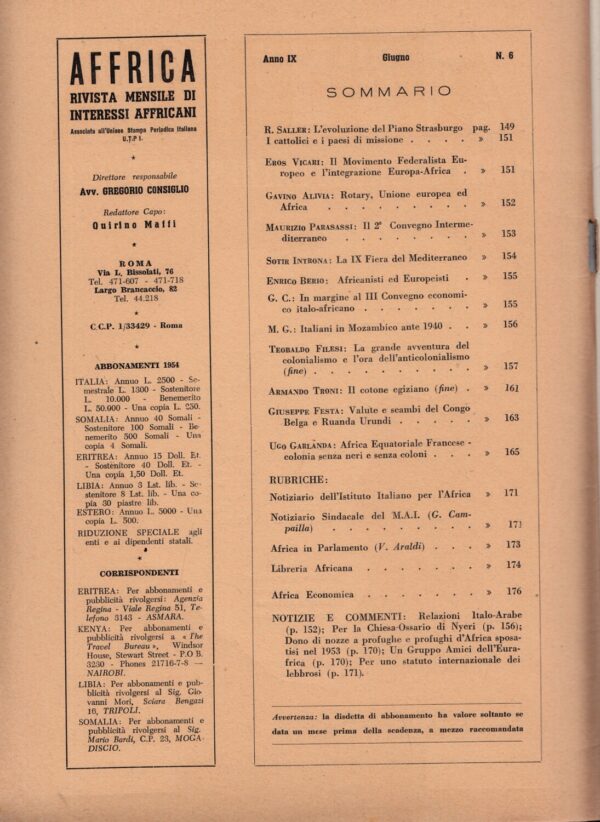 AFFRICA
RIVISTA MENSILE DI
INTERESSI AFFRICANI
Associata all'Unione Stampa Periodica Italiana
U.T.P I.
*
Direttore responsabile
Avv. GREGORIO CONSIGLIO
Redattore Capo:
Quirino Maffi
*
ROMA
Via L. Bissolati, 76
Tel. 471-607 - 471-718
Largo Brancaccio, 82
Tel. 44.218
*
C.C.P. 1/33429 - Roma
*
ABBONAMENTI 1954
ITALIA: Annuo L. 2500 - Se-
mestrale L. 1300 - Sostenitore
L. 10.000 - Benemerito
L. 50.000 - Una copia L. 250.
SOMALIA: Annuo 40 Somali -
Sostenitore 100 Somali - Be-
nemerito 500 Somali - Una
copia 4 Somali.
ERITREA: Annuo 15 Doll. Et.
- Sostenitore 40 Doll. Et. -
Una copia 1,50 Doll. Et.
LIBIA: Annuo 3 Lst. lib. - So-
stenitore 8 Lst. lib. - Una co-
pia 30 piastre lib.
ESTERO: Annuo L. 5000 - Una
copia L. 500.
RIDUZIONE SPECIALE agli
enti e ai dipendenti statali.
*
CORRISPONDENTI
ERITREA: Per abbonamenti e
pubblicità rivolgersi: Agenzia
Regina - Viale Regina 51, Te-
lefono 3143 - ASMARA.
KENYA: Per abbonamenti e
pubblicità rivolgersi a « The
Travel Bureau », Windsor
House, Stewart Street - P.O.B.
3230 - Phones 21716-7-8 —
NAIROBI.
LIBIA: Per abbonamenti e pub-
blicità rivolgersi al Sig. Gio-
vanni Mori, Sciara Bengazi
16, TRIPOLI.
SOMALIA: Per abbonamenti e
pubblicità rivolgersi al Sig.
Mario Bardi, C.P. 23, MOGA-
DISCIO.
Anno IX Giugno N. 6
SOMMARIO
R. SALLER: L'evoluzione del Piano Strasburgo pag. 149
I cattolici e i paesi di missione . . . . » 151
EROS VICARI: Il Movimento Federalista Eu-
ropeo e l'integrazione Europa-Africa . » 151
GAVINO ALIVIA: Rotary, Unione europea ed
Africa . . . . . . . . . » 152
MAURIZIO PARASASSI: Il 2° Convegno Interme-
diterraneo . . . . . . . . » 153
SOTIR INTRONA: La IX Fiera del Mediterraneo » 154
ENRICO BERIO: Africanisti ed Europeisti . » 155
G. C.: In margine al III Convegno economi-
co italo-africano . . . . . . . » 155
M. G.: Italiani in Mozambico ante 1940 . . » 156
TEOBALDO FILESI: La grande avventura del
colonialismo e l'ora dell'anticolonialismo
(fine) . . . . . . . . . » 157
ARMANDO TRONI: Il cotone egiziano (fine) . » 161
GIUSEPPE FESTA: Valute e scambi del Congo
Belga e Ruanda Urundi . . . . . » 163
UGO GARLÀNDA: Africa Equatoriale Francese -
colonia senza neri e senza coloni . . . » 165
RUBRICHE:
Notiziario dell'Istituto Italiano per l'Africa » 171
Notiziario Sindacale del M.A.I. (G. Cam-
pailla) . . . . . . . . . » 171
Africa in Parlamento (V. Araldi) . . . » 173
Libreria Africana . . . . . . » 174
Africa Economica . . . . . . » 176
NOTIZIE E COMMENTI: Relazioni Italo-Arabe
(p. 152); Per la Chiesa-Ossario di Nyeri (p. 156);
Dono di nozze a profughe e profughi d'Africa sposa-
tisi nel 1953 (p. 170); Un Gruppo Amici dell'Eura-
frica (p. 170); Per uno statuto internazionale dei
lebbrosi (p. 171).
Avvertenza: la disdetta di abbonamento ha valore soltanto se
data un mese prima della scadenza, a mezzo raccomandata